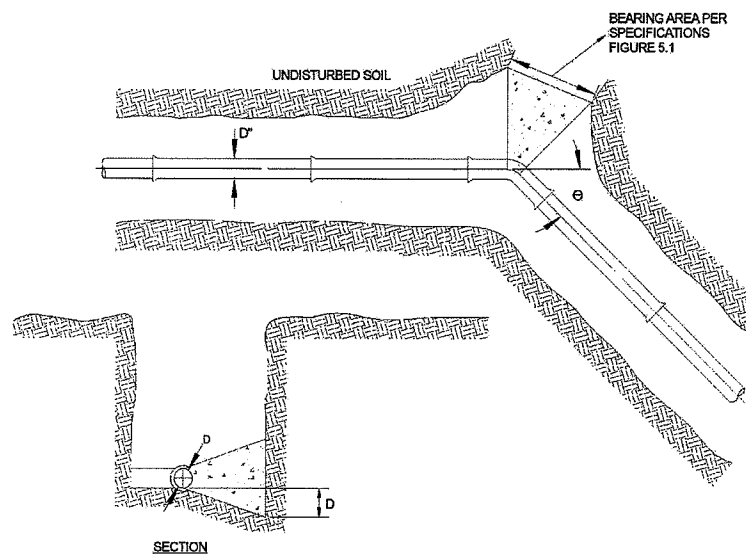 BEARING AREA PER
SPECIFICATIONS
FIGURE 5.1
UNDISTURBED SOIL
D"
Θ
D
D
SECTION